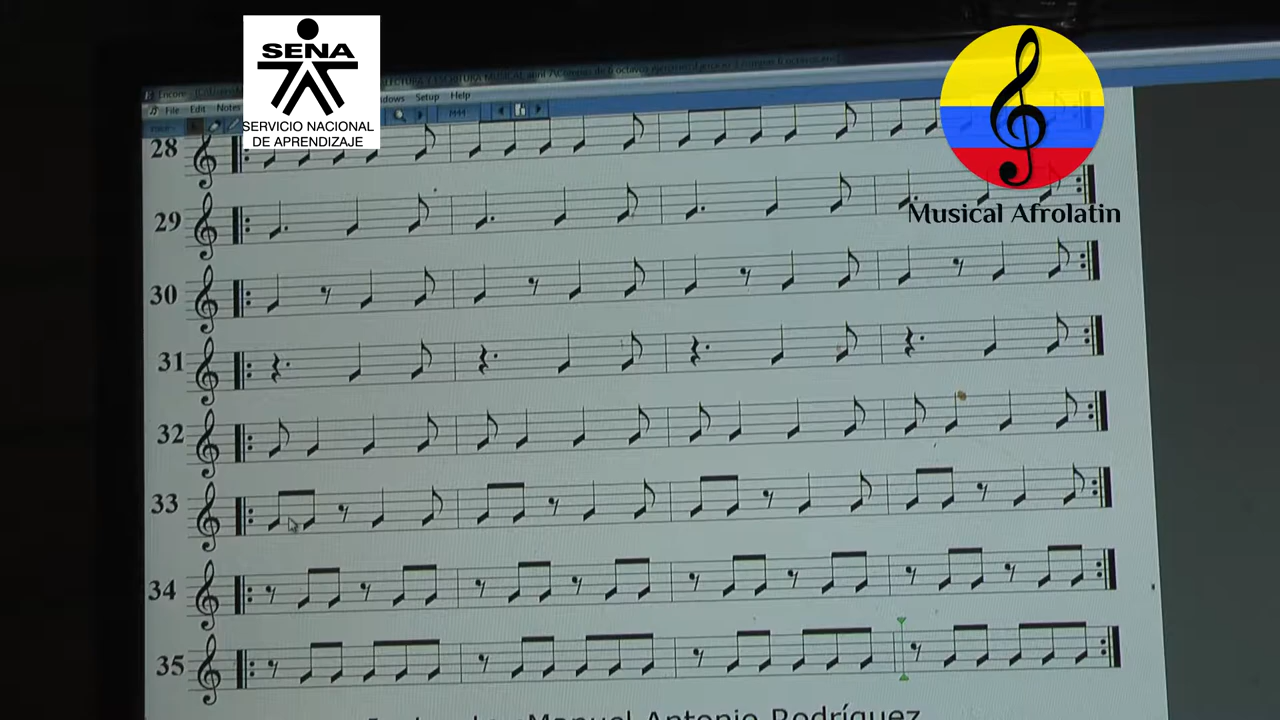 SENA
SERVICIO NACIONAL
DE APRENDIZAJE
Musical Afrolatin
Encore
File Edit Notes Setup Help
28
29
30
31
32
33
34
35
Manuel Antonio Rodríguez